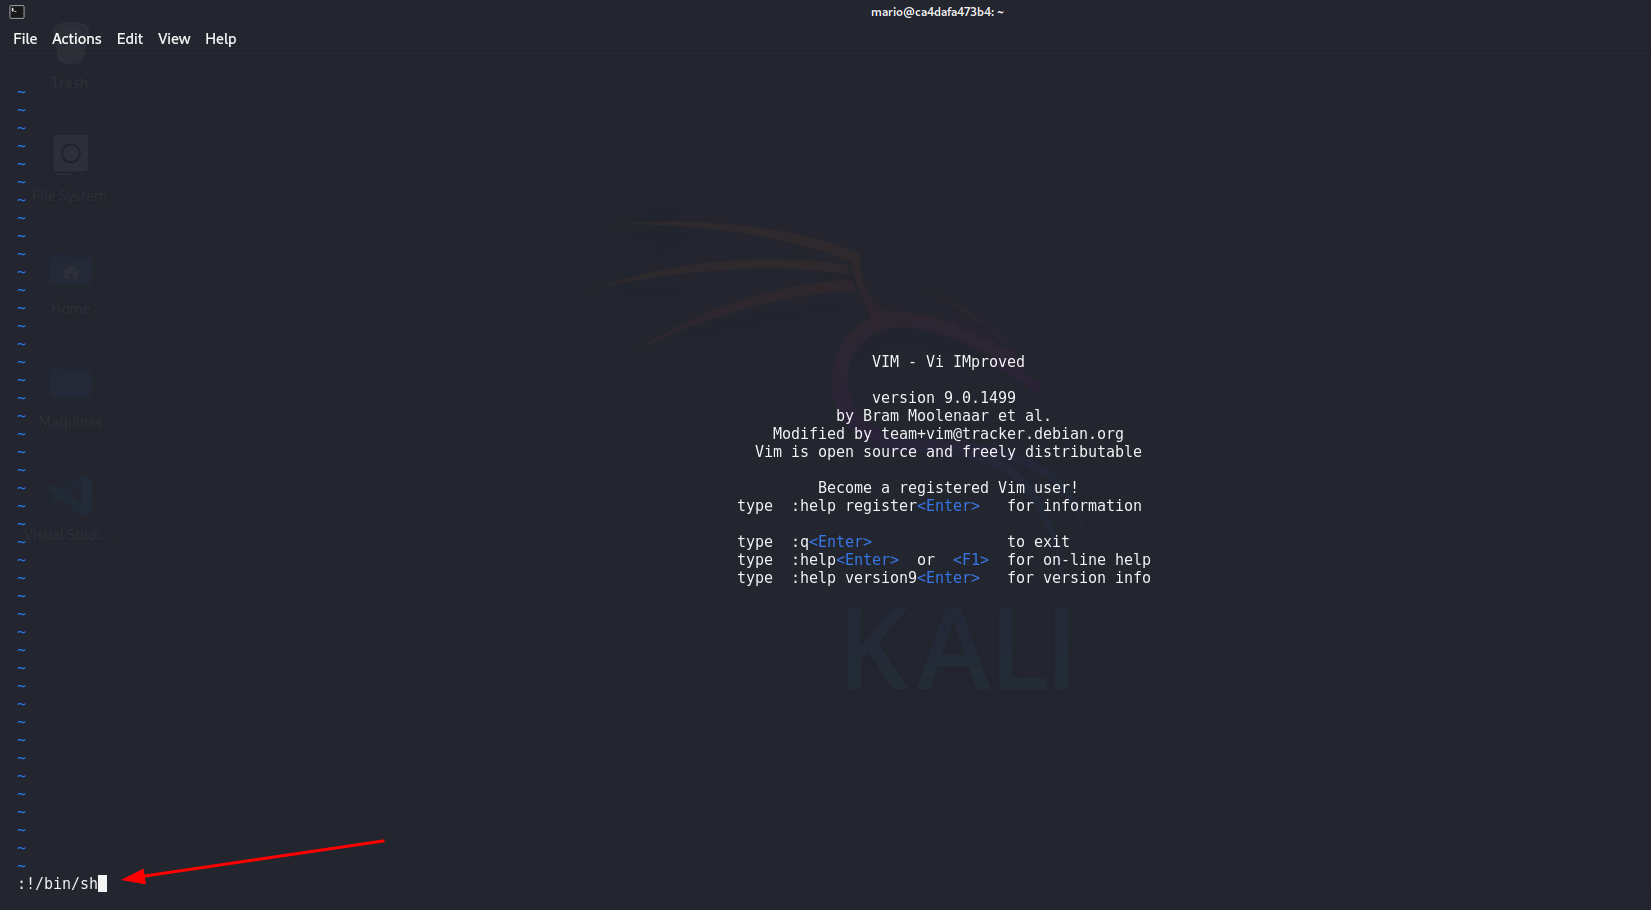 mario@ca4dafa473b4: ~
File Actions Edit View Help
Trash
~
~
~
~
~
~
File System
~
~
~
~
~
~
Home
~
~
~
~
~
~
VIM - Vi IMproved
~
~
version 9.0.1499
~
by Bram Moolenaar et al.
Maquinas
~
Modified by team+vim@tracker.debian.org
~
Vim is open source and freely distributable
~
~
Become a registered Vim user!
~
type :help register<Enter> for information
~
Visual Studi...
~
type :q<Enter> to exit
~
type :help<Enter> or <F1> for on-line help
~
type :help version9<Enter> for version info
~
~
~
~
KALI
~
~
~
~
~
~
~
~
~
~
~
~
~
~
:!/bin/sh